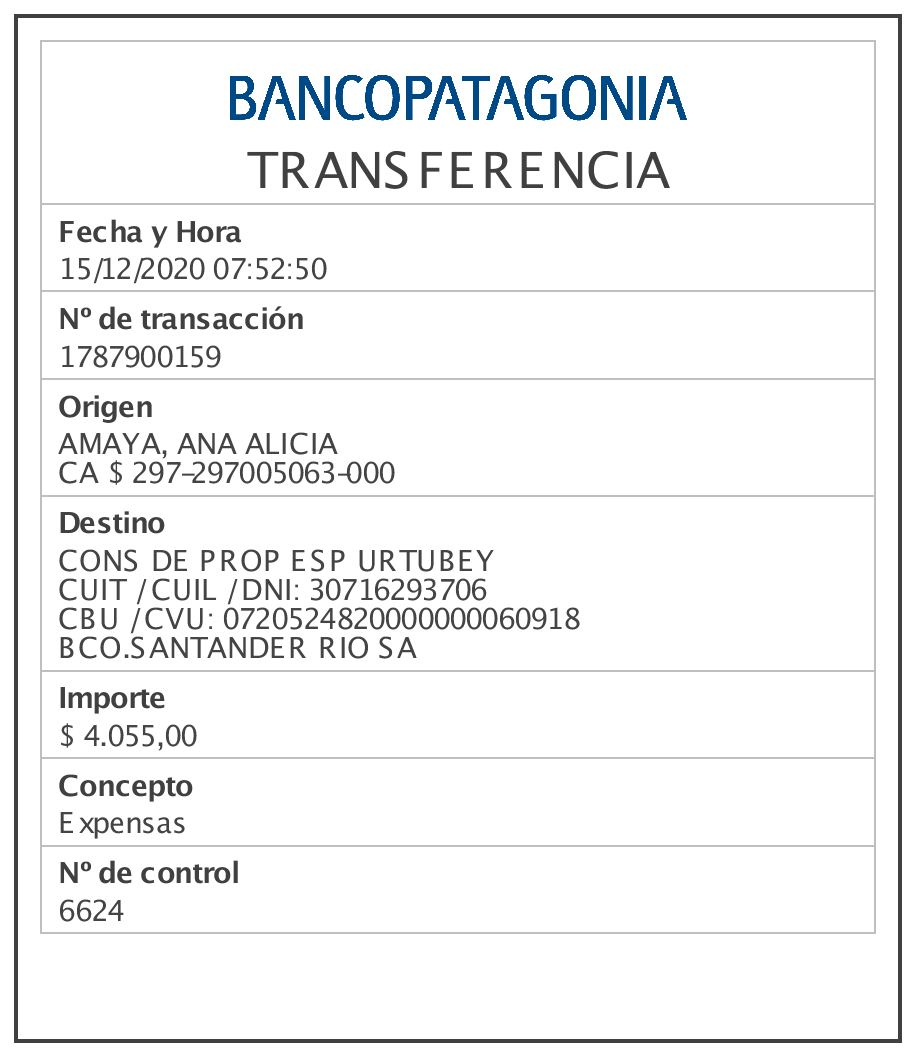 BANCOPATAGONIA
TRANSFERENCIA
Fecha y Hora
15/12/2020 07:52:50
Nº de transacción
1787900159
Origen
AMAYA, ANA ALICIA
CA $ 297-297005063-000
Destino
CONS DE PROP ESP URTUBEY
CUIT /CUIL /DNI: 30716293706
CBU /CVU: 0720524820000000060918
BCO.SANTANDER RIO SA
Importe
$ 4.055,00
Concepto
Expensas
Nº de control
6624